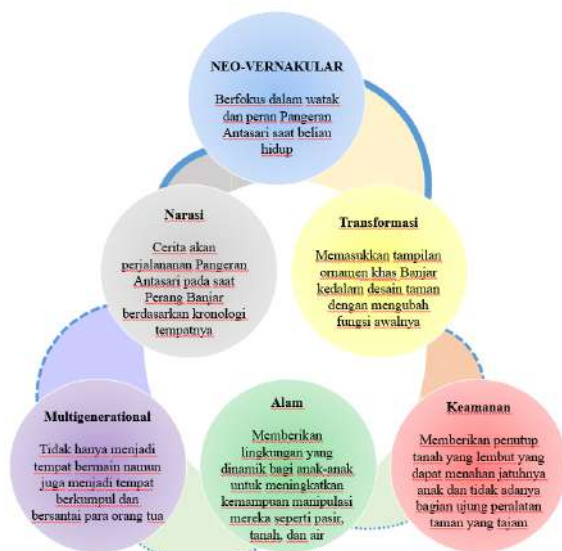 NEO-VERNAKULAR
Berfokus dalam watak
dan peran Pangeran
Antasari saat beliau
hidup
Narasi
Cerita akan
perjalananan Pangeran
Antasari pada saat
Perang Banjar
berdasarkan kronologi
tempatnya
Transformasi
Memasukkan tampilan
ornamen khas Banjar
kedalam desain taman
dengan mengubah
fungsi awalnya
Multigenerational
Tidak hanya menjadi
tempat bermain namun
juga menjadi tempat
berkumpul dan
bersantai para orang tua
Alam
Memberikan
lingkungan yang
dinamik bagi anak-anak
untuk meningkatkan
kemampuan manipulasi
mereka seperti pasir,
tanah, dan air
Keamanan
Memberikan penutup
tanah yang lembut yang
dapat menahan jatuhnya
anak dan tidak adanya
bagian ujung peralatan
taman yang tajam